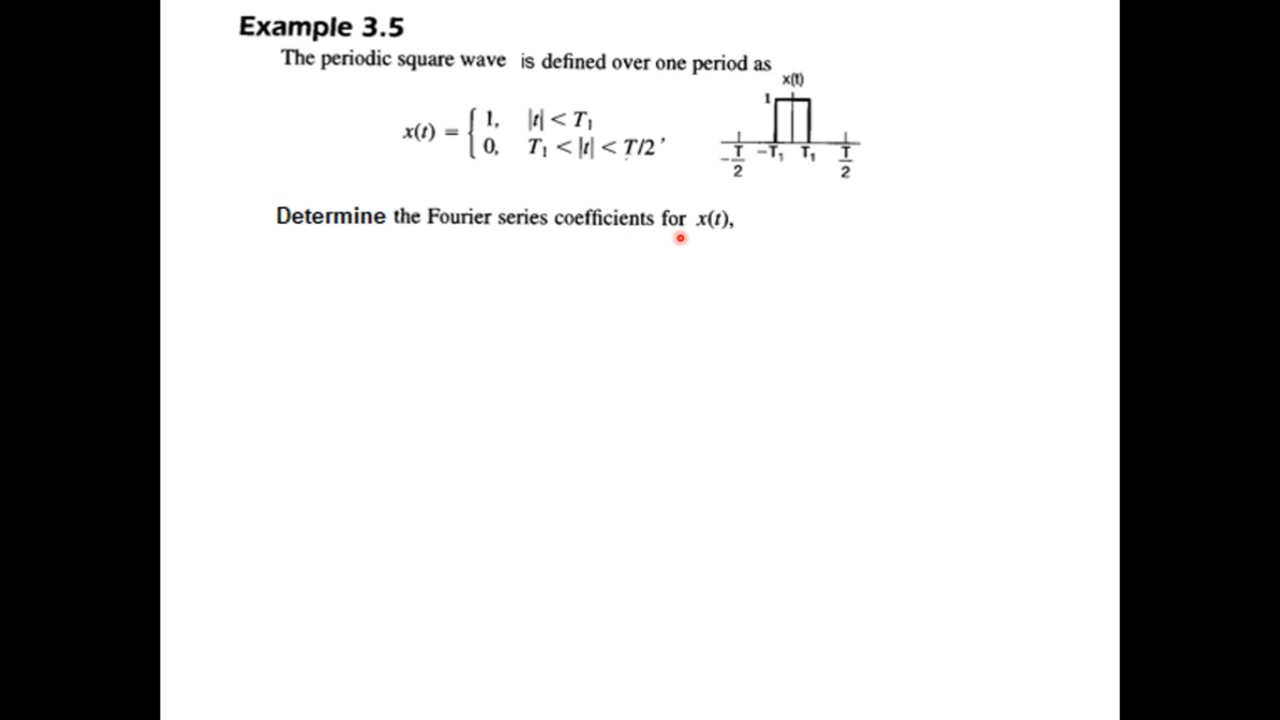 Example 3.5
The periodic square wave is defined over one period as
x(t) = { 1, |t| < T₁
0, T₁ < |t| < T/2 ,
x(t)
1
-T/2 -T₁ T₁ T/2
Determine the Fourier series coefficients for x(t),